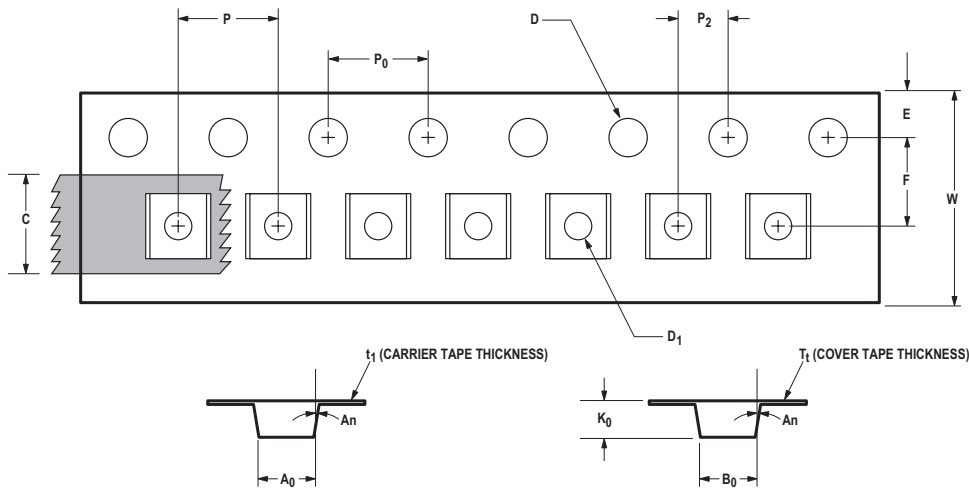 P
P0
D
P2
E
F
W
C
D1
t1 (CARRIER TAPE THICKNESS)
Tt (COVER TAPE THICKNESS)
An
K0
An
A0
B0